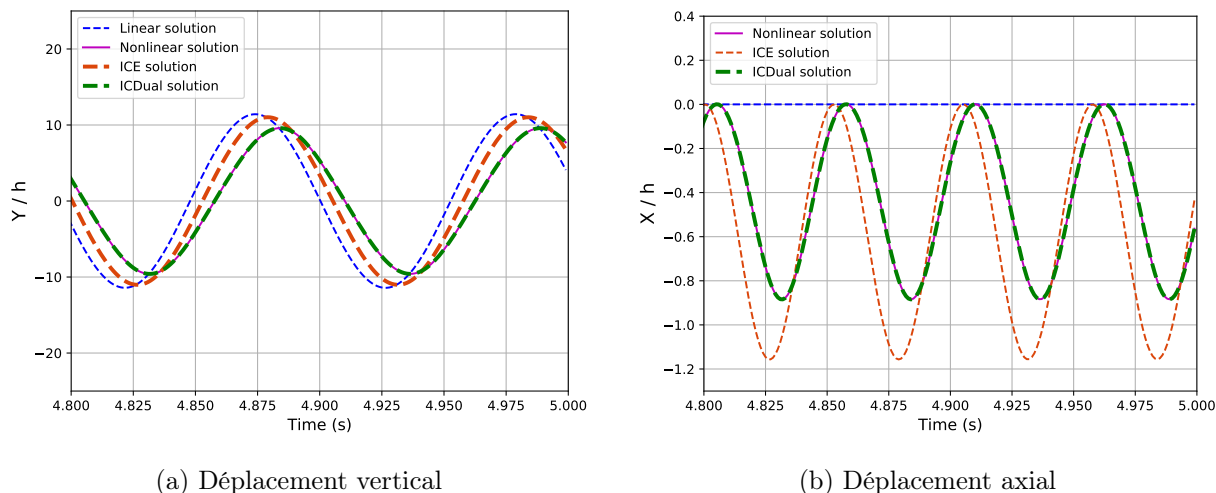 Linear solution
Nonlinear solution
ICE solution
ICDual solution
20
10
0
−10
−20
Y / h
4.800 4.825 4.850 4.875 4.900 4.925 4.950 4.975 5.000
Time (s)
(a) Déplacement vertical
Nonlinear solution
ICE solution
ICDual solution
0.4
0.2
0.0
−0.2
−0.4
−0.6
−0.8
−1.0
−1.2
X / h
4.800 4.825 4.850 4.875 4.900 4.925 4.950 4.975 5.000
Time (s)
(b) Déplacement axial